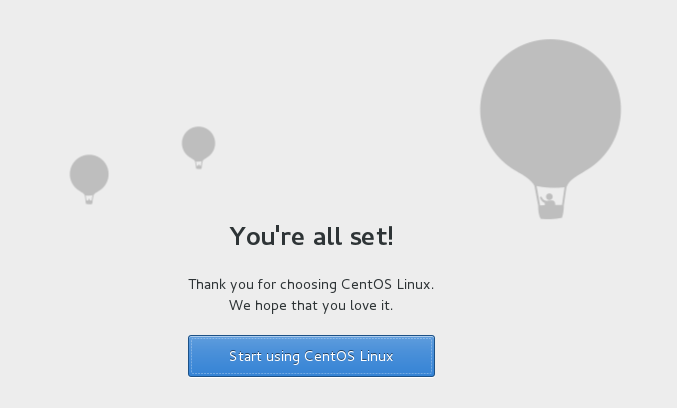 You're all set!
Thank you for choosing CentOS Linux.
We hope that you love it.
Start using CentOS Linux